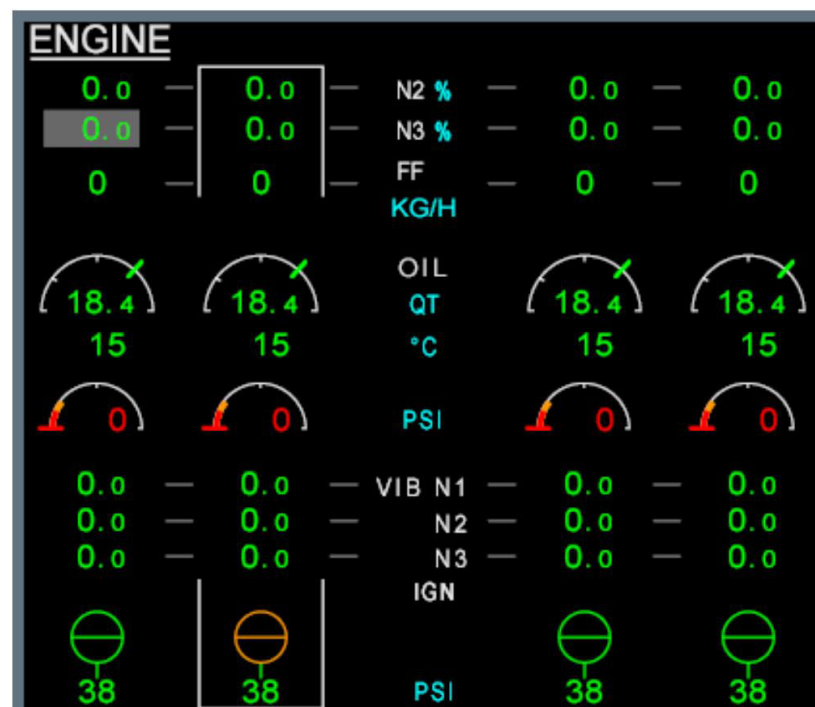 ENGINE
0.0 0.0 N2 % 0.0 0.0
0.0 0.0 N3 % 0.0 0.0
0 0 FF 0 0
KG/H
OIL
18.4 18.4 QT 18.4 18.4
15 15 °C 15 15
0 0 PSI 0 0
0.0 0.0 VIB N1 0.0 0.0
0.0 0.0 N2 0.0 0.0
0.0 0.0 N3 0.0 0.0
IGN
38 38 PSI 38 38